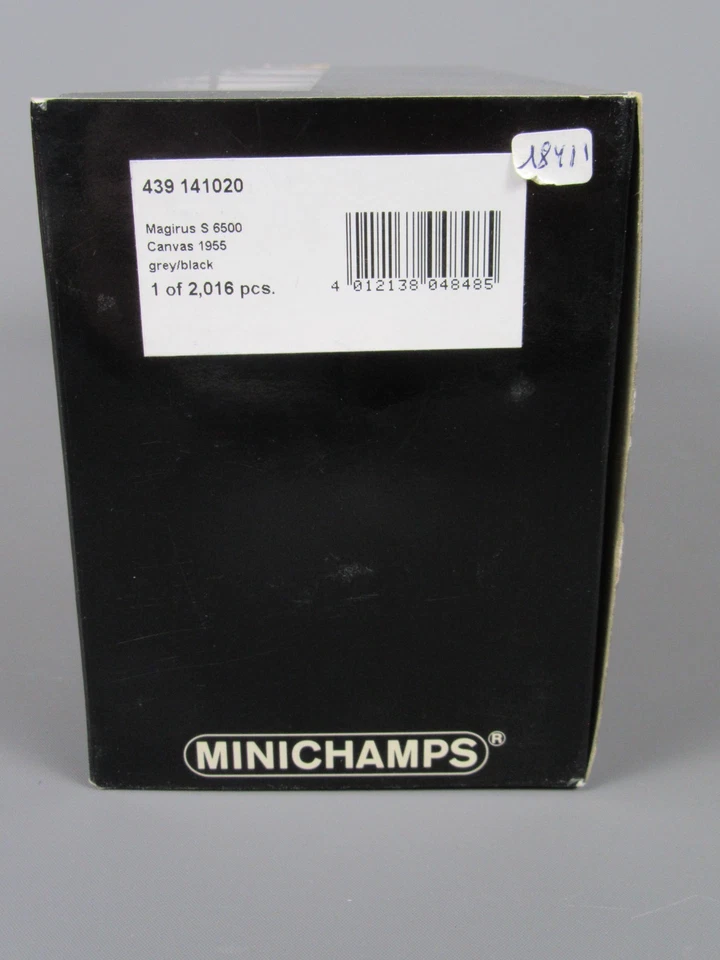 18411
439 141020
Magirus S 6500
Canvas 1955
grey/black
1 of 2,016 pcs.
4 012138 048485
MINICHAMPS®